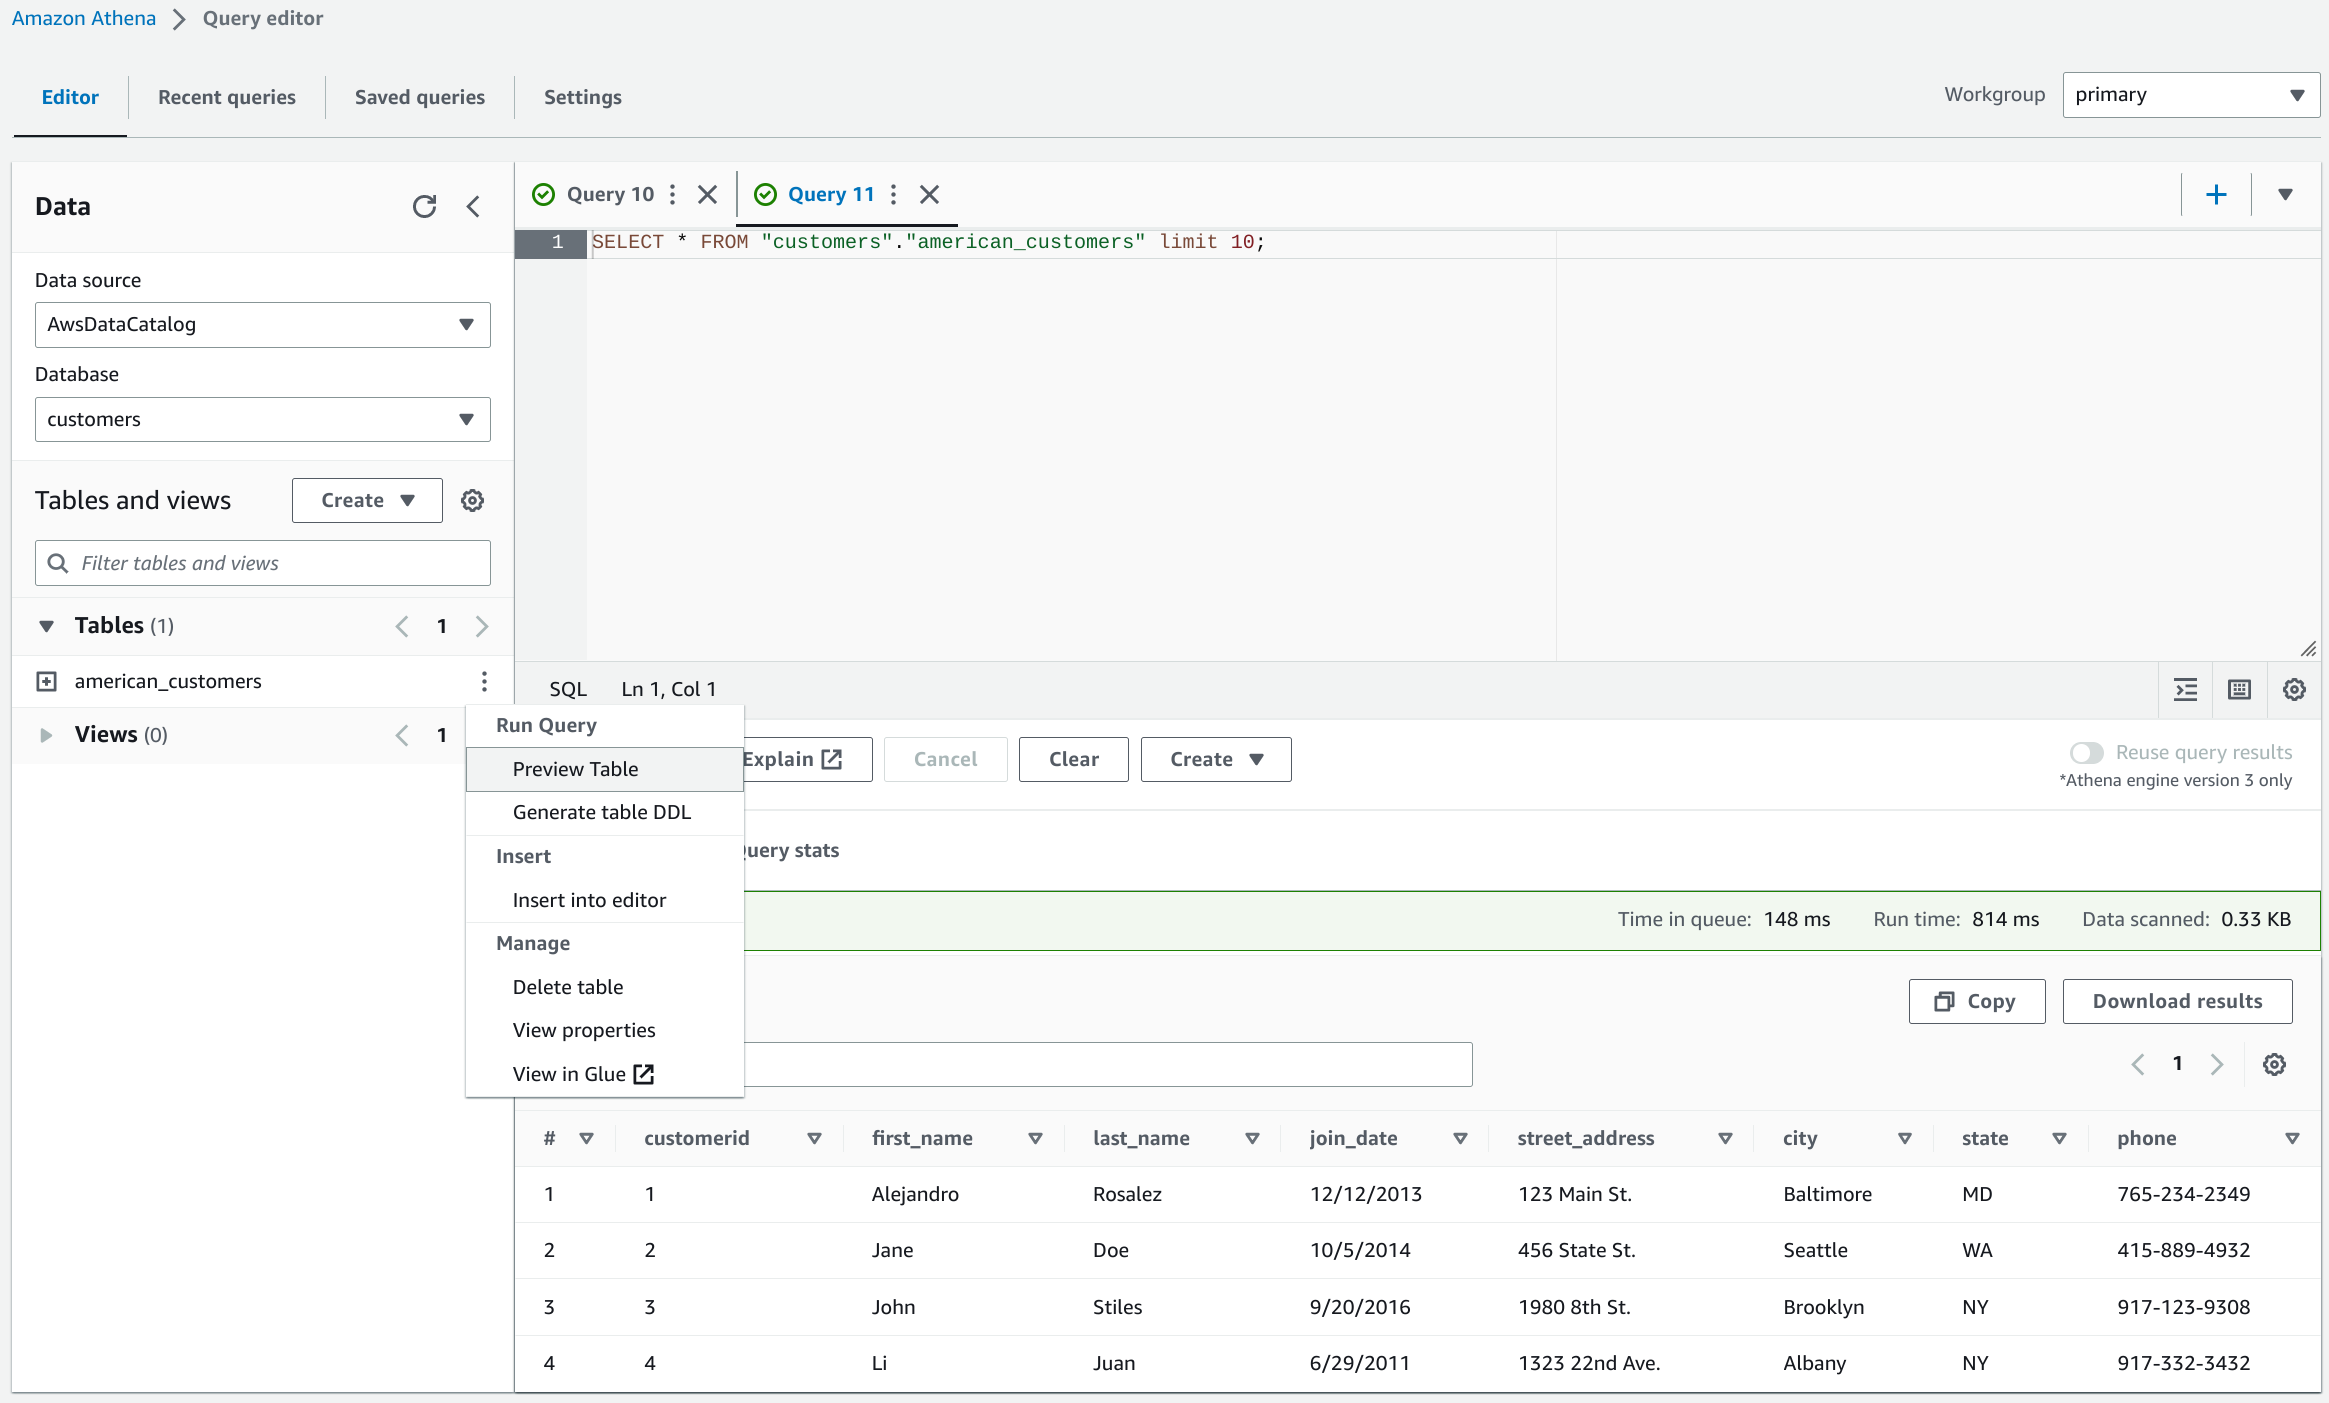 Amazon Athena > Query editor
Editor
Recent queries
Saved queries
Settings
Workgroup
primary
Data
Data source
AwsDataCatalog
Database
customers
Tables and views
Create
Filter tables and views
Tables (1)
1
american_customers
Views (0)
1
Run Query
Preview Table
Generate table DDL
Insert
Insert into editor
Manage
Delete table
View properties
View in Glue
Query 10
Query 11
1 SELECT * FROM "customers"."american_customers" limit 10;
SQL Ln 1, Col 1
Explain
Cancel
Clear
Create
Reuse query results
*Athena engine version 3 only
Query stats
Time in queue: 148 ms Run time: 814 ms Data scanned: 0.33 KB
Copy
Download results
1
# customerid first_name last_name join_date street_address city state phone
1 1 Alejandro Rosalez 12/12/2013 123 Main St. Baltimore MD 765-234-2349
2 2 Jane Doe 10/5/2014 456 State St. Seattle WA 415-889-4932
3 3 John Stiles 9/20/2016 1980 8th St. Brooklyn NY 917-123-9308
4 4 Li Juan 6/29/2011 1323 22nd Ave. Albany NY 917-332-3432